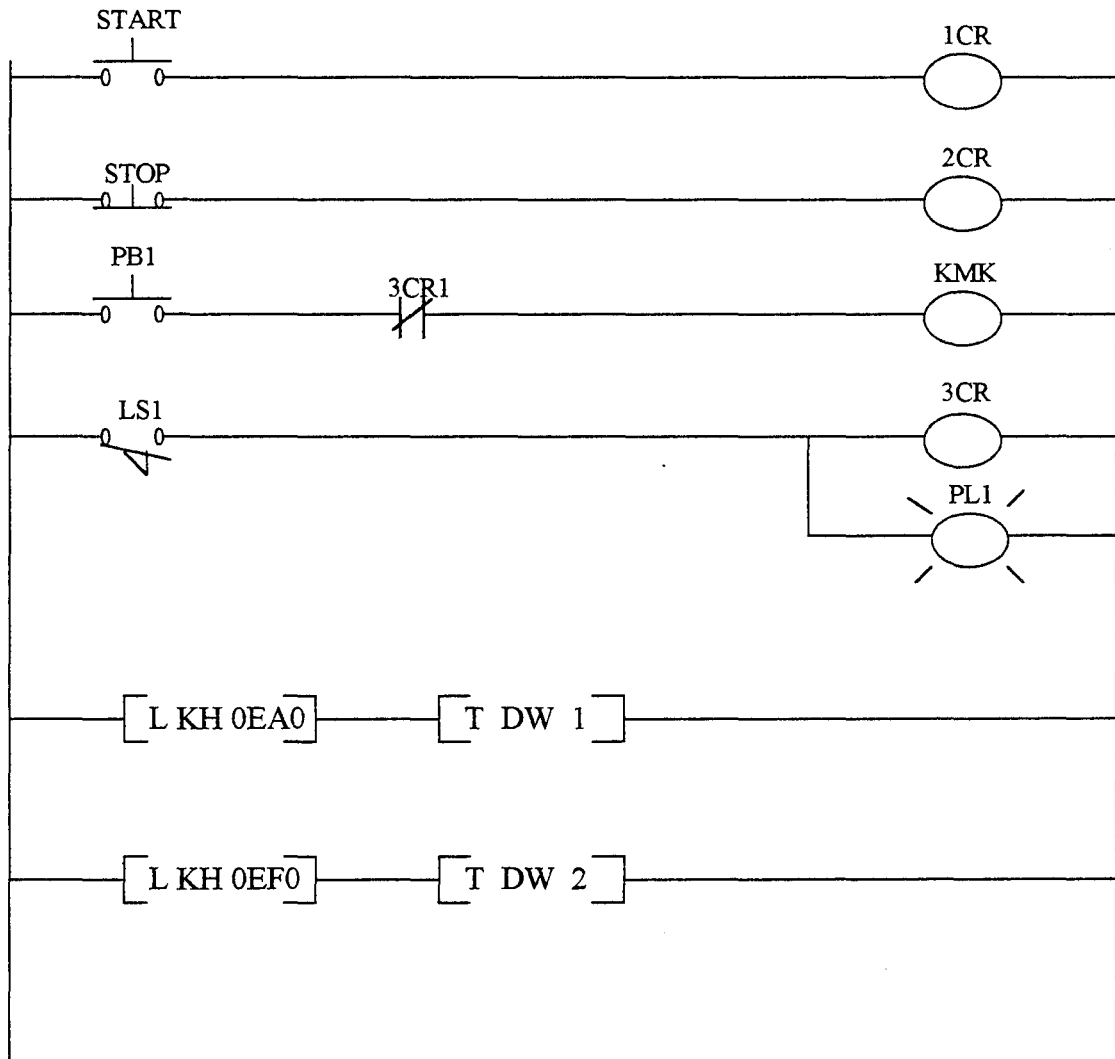 START
1CR
STOP
2CR
PB1
3CR1
KMK
LS1
3CR
PL1
L KH 0EA0
T DW 1
L KH 0EF0
T DW 2